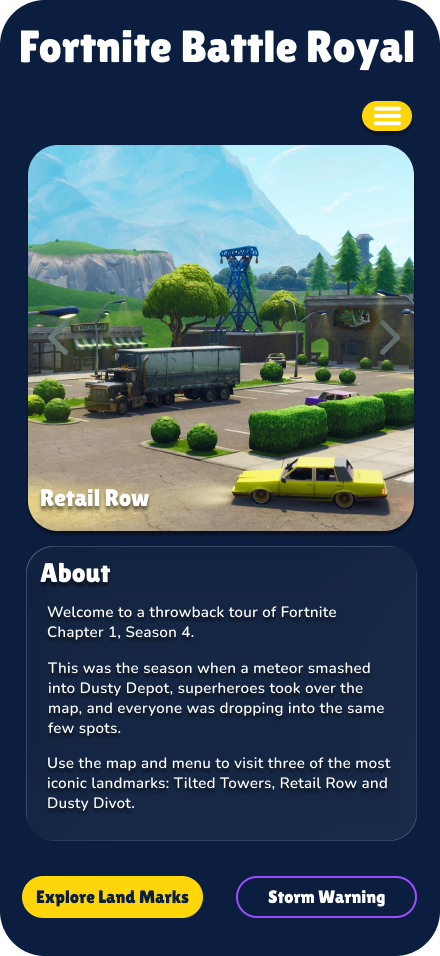 Fortnite Battle Royal
Retail Row
About
Welcome to a throwback tour of Fortnite
Chapter 1, Season 4.
This was the season when a meteor smashed
into Dusty Depot, superheroes took over the
map, and everyone was dropping into the same
few spots.
Use the map and menu to visit three of the most
iconic landmarks: Tilted Towers, Retail Row and
Dusty Divot.
Explore Land Marks
Storm Warning